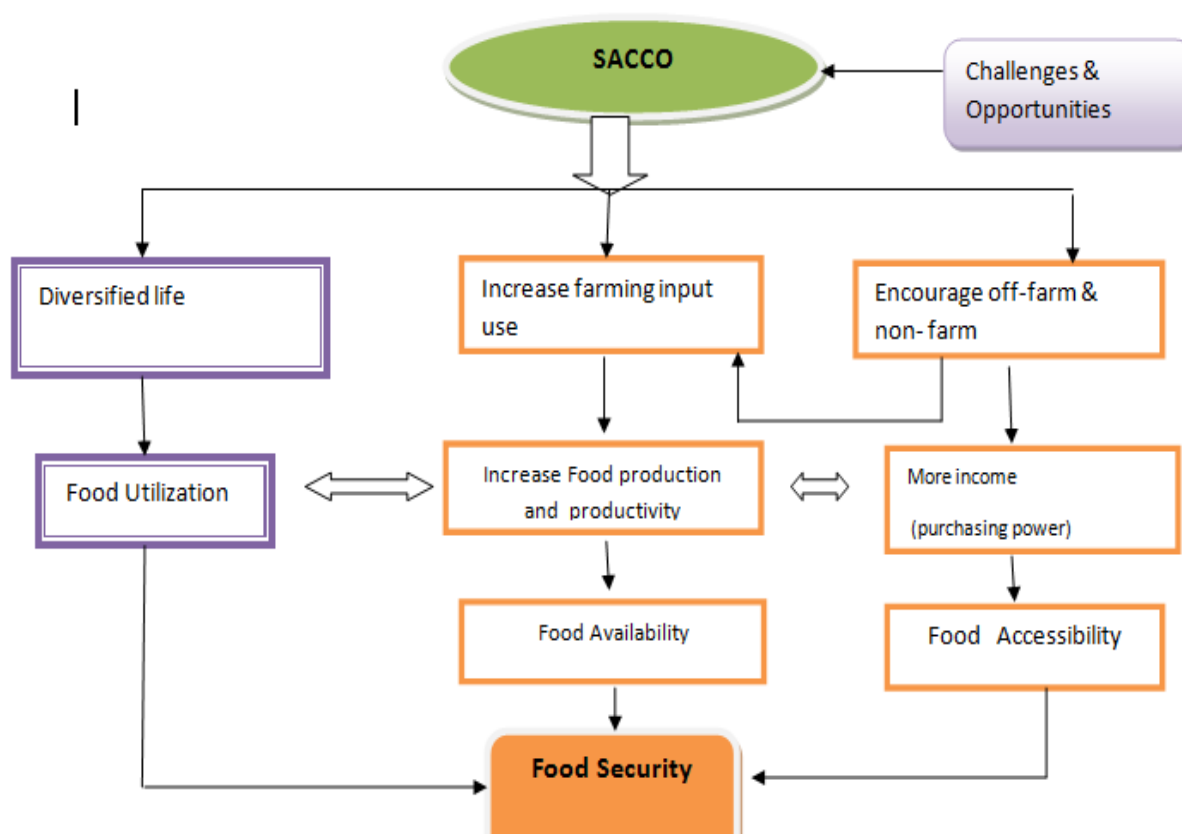 SACCO
Challenges &
Opportunities
Diversified life
Increase farming input
use
Encourage off-farm &
non- farm
Food Utilization
Increase Food production
and productivity
More income
(purchasing power)
Food Availability
Food Accessibility
Food Security